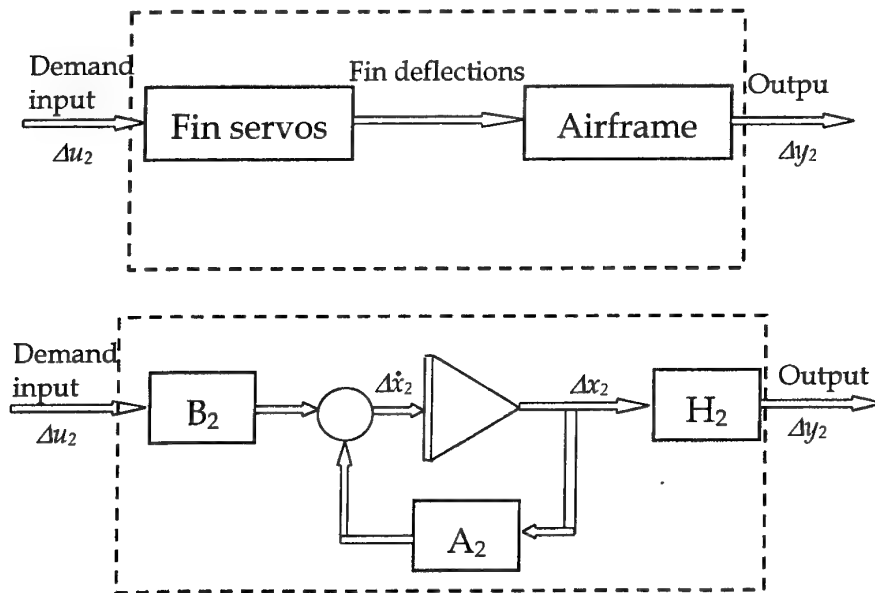 Demand
input
Δu₂
Fin servos
Fin deflections
Airframe
Outpu
Δy₂
Demand
input
Δu₂
B₂
Δẋ₂
Δx₂
H₂
Output
Δy₂
A₂